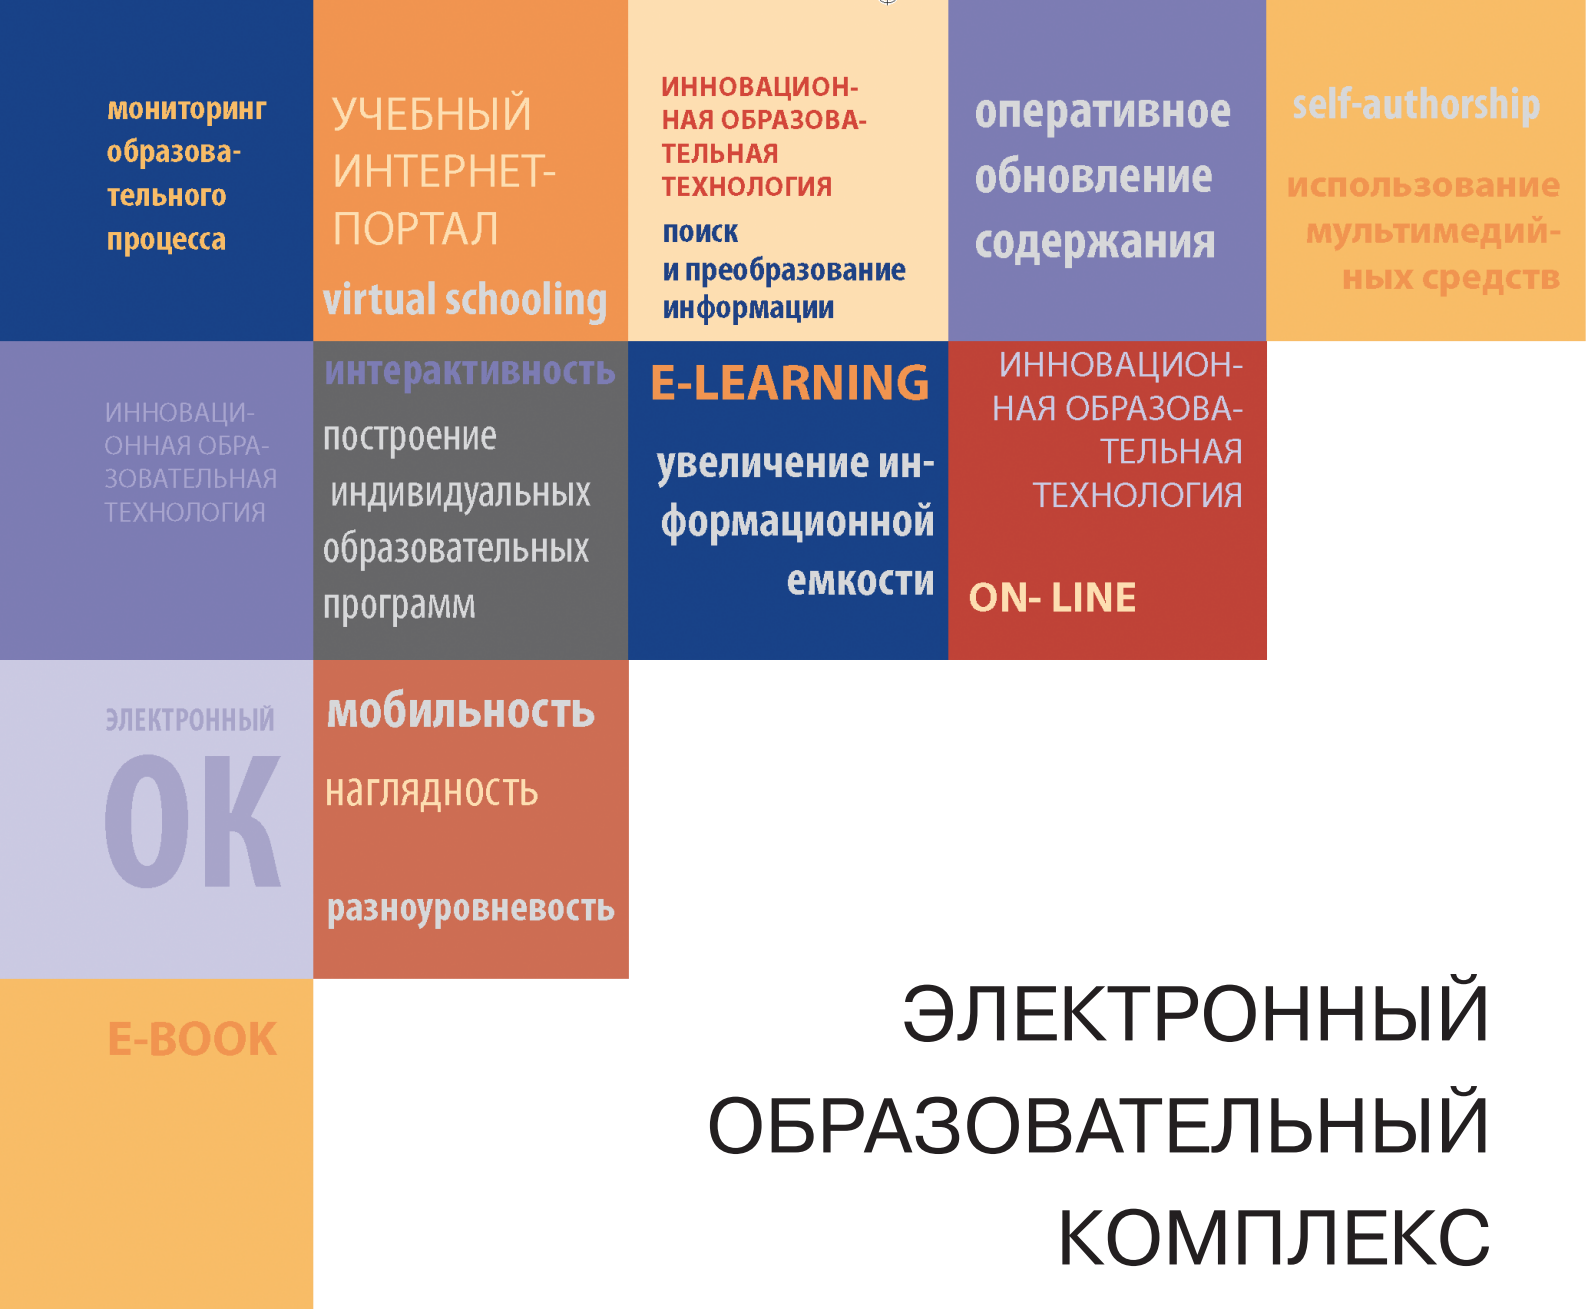 мониторинг
образова-
тельного
процесса
УЧЕБНЫЙ
ИНТЕРНЕТ-
ПОРТАЛ
virtual schooling
ИННОВАЦИОН-
НАЯ ОБРАЗОВА-
ТЕЛЬНАЯ
ТЕХНОЛОГИЯ
поиск
и преобразование
информации
оперативное
обновление
содержания
self-authorship
использование
мультимедий-
ных средств
ИННОВАЦИ-
ОННАЯ ОБРА-
ЗОВАТЕЛЬНАЯ
ТЕХНОЛОГИЯ
интерактивность
построение
индивидуальных
образовательных
программ
E-LEARNING
увеличение ин-
формационной
емкости
ИННОВАЦИОН-
НАЯ ОБРАЗОВА-
ТЕЛЬНАЯ
ТЕХНОЛОГИЯ
ON- LINE
ЭЛЕКТРОННЫЙ
ОК
мобильность
наглядность
разноуровневость
E-BOOK
ЭЛЕКТРОННЫЙ
ОБРАЗОВАТЕЛЬНЫЙ
КОМПЛЕКС